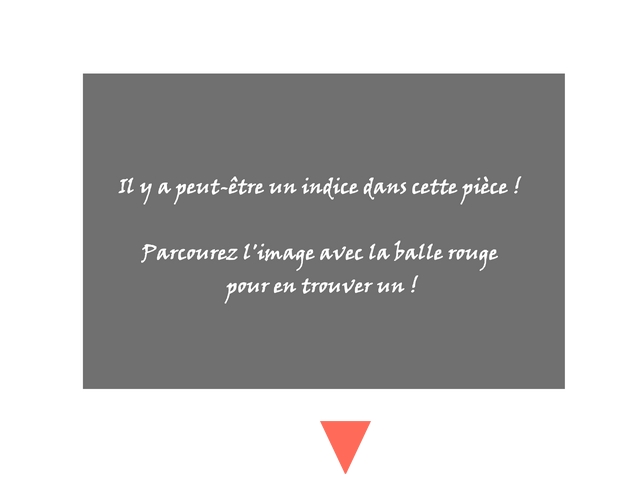 Il y a peut-être un indice dans cette pièce !
Parcourez l'image avec la balle rouge
pour en trouver un !